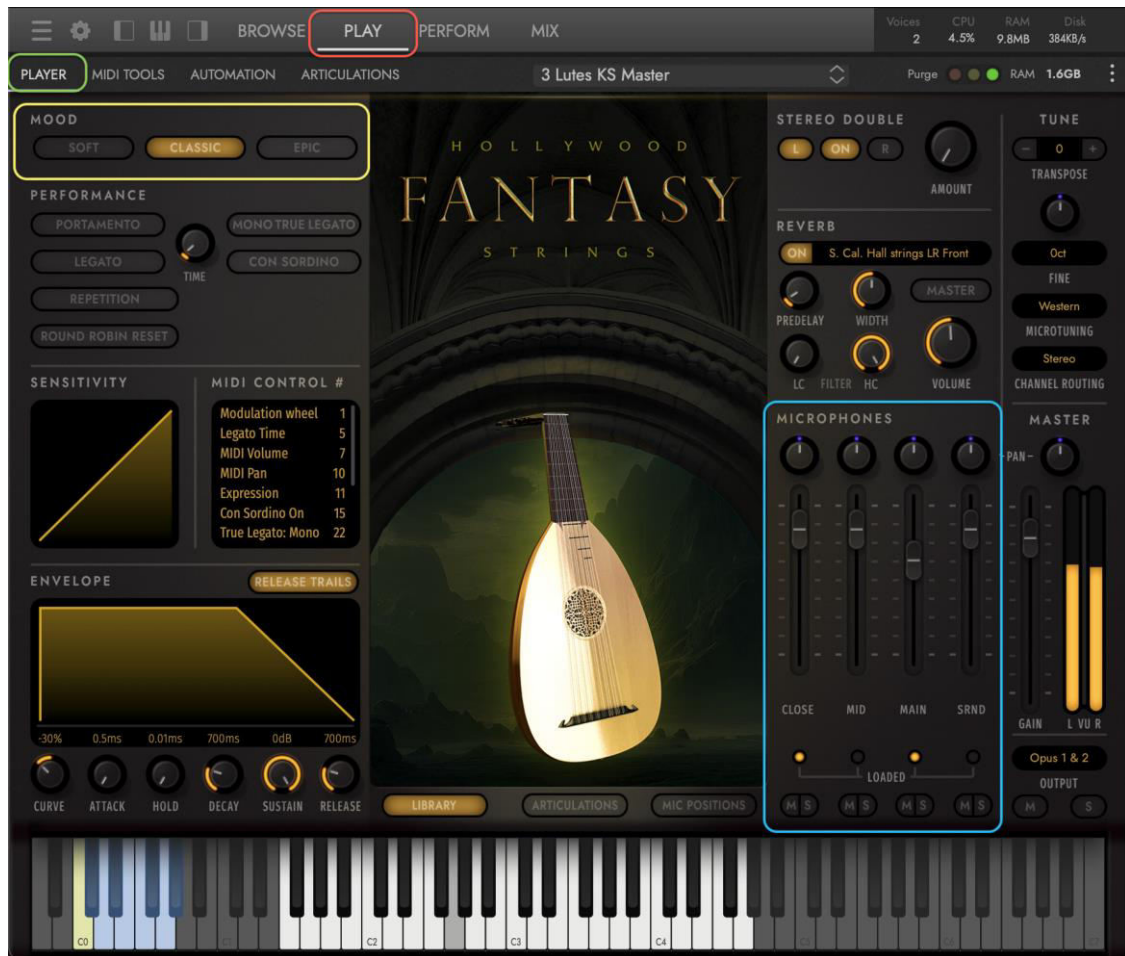 BROWSE PLAY PERFORM MIX
Voices CPU RAM Disk
2 4.5% 9.8MB 384KB/s
PLAYER MIDI TOOLS AUTOMATION ARTICULATIONS 3 Lutes KS Master Purge RAM 1.6GB
MOOD
SOFT CLASSIC EPIC
PERFORMANCE
PORTAMENTO MONO TRUE LEGATO
LEGATO CON SORDINO
TIME
REPETITION
ROUND ROBIN RESET
SENSITIVITY
MIDI CONTROL #
Modulation wheel 1
Legato Time 5
MIDI Volume 7
MIDI Pan 10
Expression 11
Con Sordino On 15
True Legato: Mono 22
ENVELOPE RELEASE TRAILS
-30% 0.5ms 0.01ms 700ms 0dB 700ms
CURVE ATTACK HOLD DECAY SUSTAIN RELEASE
HOLLYWOOD
FANTASY
STRINGS
LIBRARY ARTICULATIONS MIC POSITIONS
STEREO DOUBLE
L ON R
AMOUNT
REVERB
ON S. Cal. Hall strings LR Front
PREDELAY WIDTH MASTER
LC FILTER HC VOLUME
MICROPHONES
CLOSE MID MAIN SRND
LOADED
M S M S M S M S
TUNE
- 0 +
TRANSPOSE
0ct
FINE
Western
MICROTUNING
Stereo
CHANNEL ROUTING
MASTER
-PAN-
GAIN L VU R
Opus 1 & 2
OUTPUT
M S
C0 C1 C2 C3 C4 C5 C6 C7